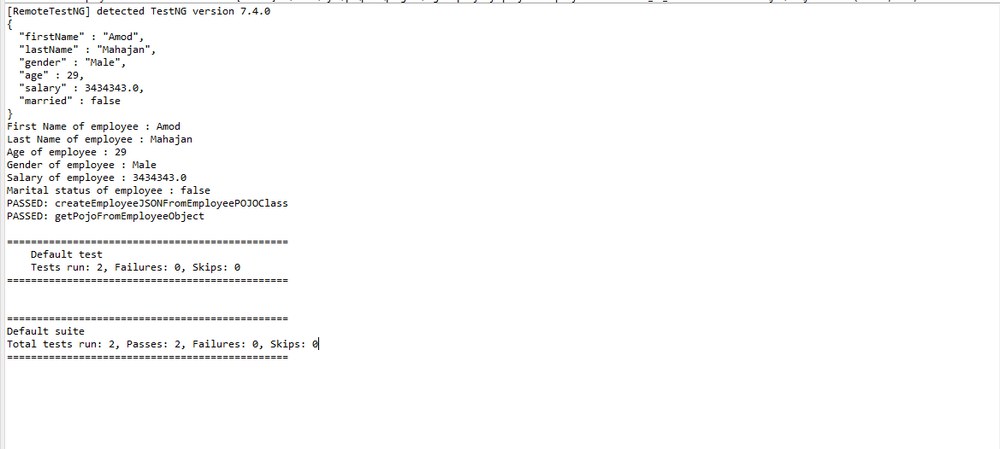 [RemoteTestNG] detected TestNG version 7.4.0
{
  "firstName" : "Amod",
  "lastName" : "Mahajan",
  "gender" : "Male",
  "age" : 29,
  "salary" : 3434343.0,
  "married" : false
}
First Name of employee : Amod
Last Name of employee : Mahajan
Age of employee : 29
Gender of employee : Male
Salary of employee : 3434343.0
Marital status of employee : false
PASSED: createEmployeeJSONFromEmployeePOJOClass
PASSED: getPojoFromEmployeeObject
===============================================
    Default test
    Tests run: 2, Failures: 0, Skips: 0
===============================================
===============================================
Default suite
Total tests run: 2, Passes: 2, Failures: 0, Skips: 0
===============================================